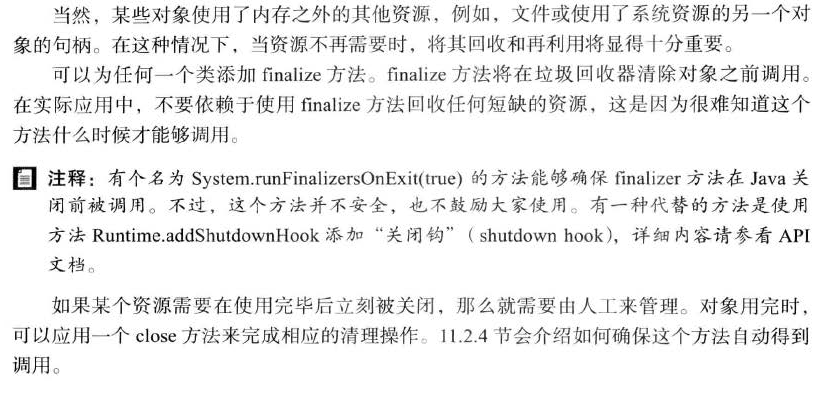 当然，某些对象使用了内存之外的其他资源，例如，文件或使用了系统资源的另一个对
象的句柄。在这种情况下，当资源不再需要时，将其回收和再利用将显得十分重要。
可以为任何一个类添加 finalize 方法。finalize 方法将在垃圾回收器清除对象之前调用。
在实际应用中，不要依赖于使用 finalize 方法回收任何短缺的资源，这是因为很难知道这个
方法什么时候才能够调用。
注释：有个名为 System.runFinalizersOnExit(true) 的方法能够确保 finalizer 方法在 Java 关
闭前被调用。不过，这个方法并不安全，也不鼓励大家使用。有一种代替的方法是使用
方法 Runtime.addShutdownHook 添加“关闭钩”（shutdown hook），详细内容请参看 API
文档。
如果某个资源需要在使用完毕后立刻被关闭，那么就需要由人工来管理。对象用完时，
可以应用一个 close 方法来完成相应的清理操作。11.2.4 节会介绍如何确保这个方法自动得到
调用。